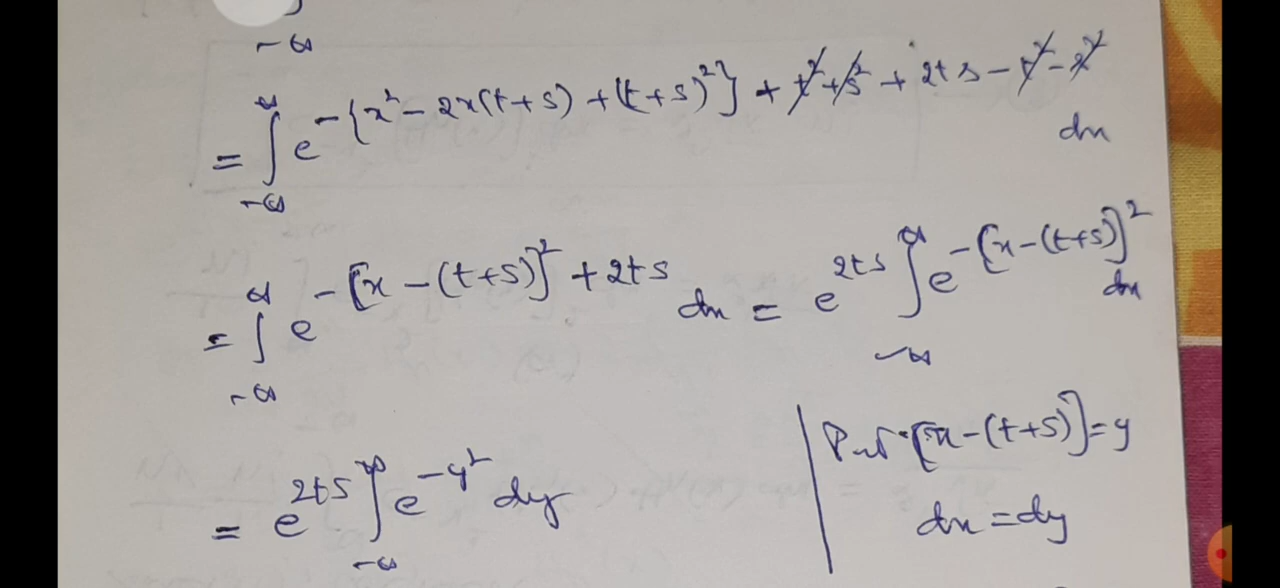 -∞
= ∫_{-∞}^{∞} e^{-{x² - 2x(t+s) + (t+s)²} + t² + s² + 2ts - t² - s²} dx
= ∫_{-∞}^{∞} e^{-[x - (t+s)]² + 2ts} dx = e^{2ts} ∫_{-∞}^{∞} e^{-[x-(t+s)]²} dx
= e^{2ts} ∫_{-∞}^{∞} e^{-y²} dy
Put [x-(t+s)] = y
dx = dy